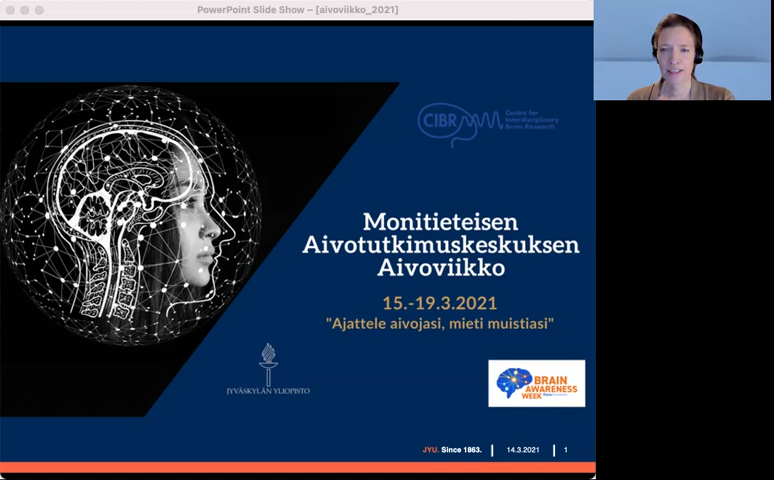 PowerPoint Slide Show – [aivoviikko_2021]
CIBR
Centre for
Interdisciplinary
Brain Research
Monitieteisen
Aivotutkimuskeskuksen
Aivoviikko
15.-19.3.2021
"Ajattele aivojasi, mieti muistiasi"
JYVÄSKYLÄN YLIOPISTO
BRAIN
AWARENESS
WEEK
JYU. Since 1863.
14.3.2021
1